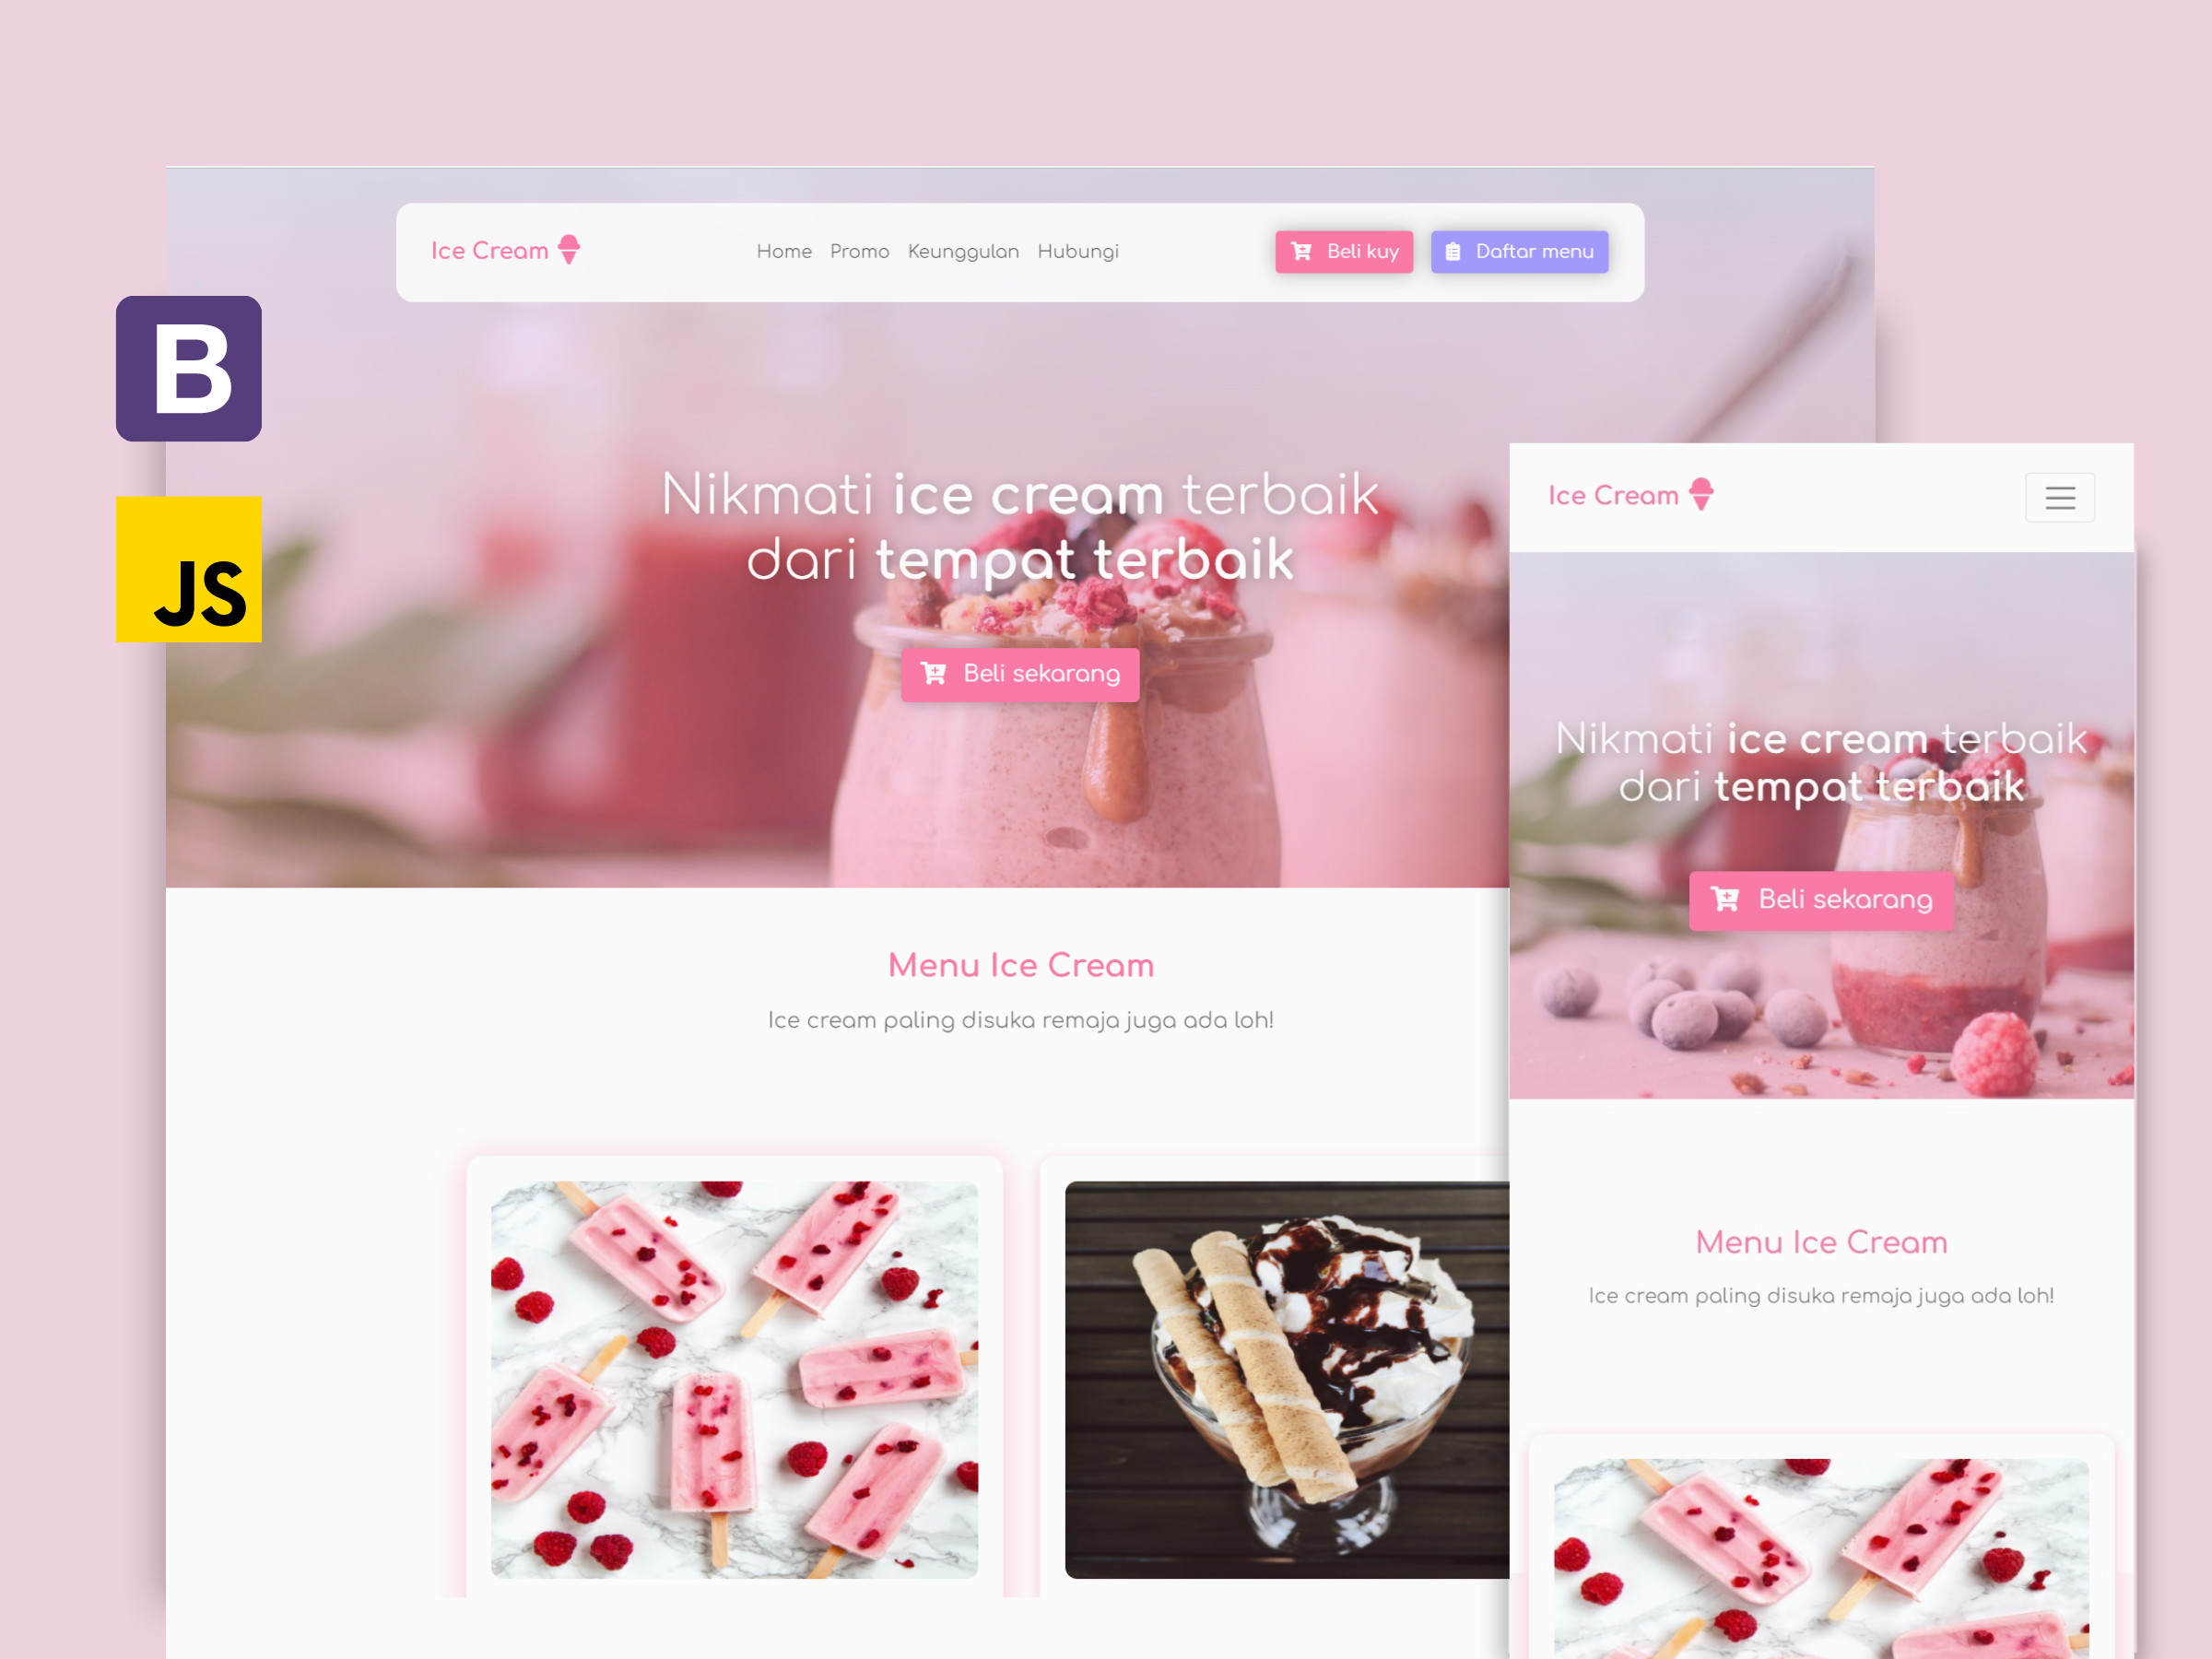 Ice Cream
Home Promo Keunggulan Hubungi
Beli kuy
Daftar menu
B
JS
Nikmati ice cream terbaik
dari tempat terbaik
Beli sekarang
Menu Ice Cream
Ice cream paling disuka remaja juga ada loh!
Ice Cream
Nikmati ice cream terbaik
dari tempat terbaik
Beli sekarang
Menu Ice Cream
Ice cream paling disuka remaja juga ada loh!